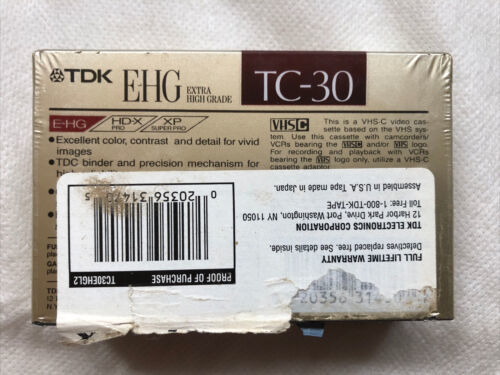 TDK EHG EXTRA HIGH GRADE TC-30
E-HG HD-X PRO XP SUPER PRO
• Excellent color, contrast and detail for vivid
images
• TDC binder and precision mechanism for
VHSC This is a VHS-C video cas-
sette based on the VHS sys-
tem. Use this cassette with camcorders/
VCRs bearing the VHSC and/or VHS logo.
For recording and playback with VCRs
bearing the VHS logo only, utilize a VHS-C
cassette adaptor.
FULL LIFETIME WARRANTY
Defectives replaced free. See details inside.
TDK ELECTRONICS CORPORATION
12 Harbor Park Drive, Port Washington, NY 11050
Toll Free: 1-800-TDK-TAPE
Assembled in U.S.A. Tape made in Japan.
PROOF OF PURCHASE
TC30EHGL2
0 20356 31470 5
20356 31